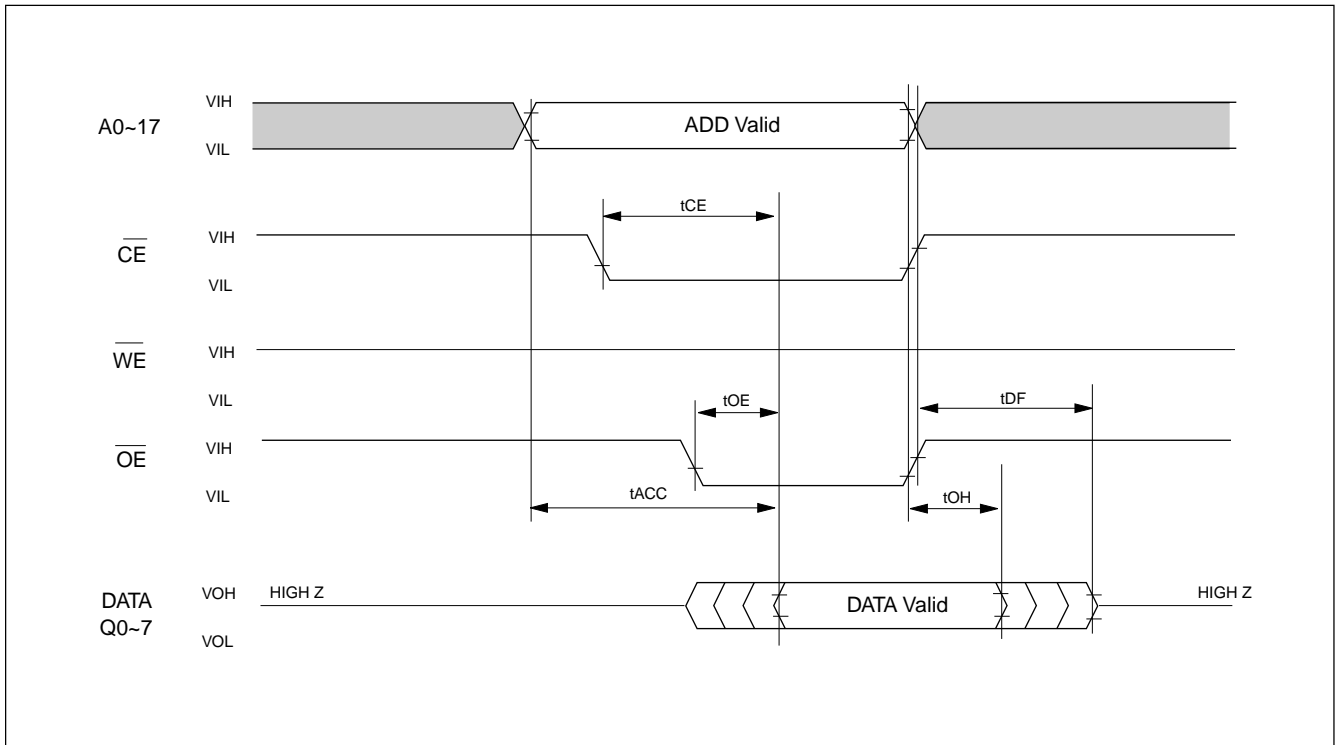 VIH
A0~17
ADD Valid
VIL
tCE
VIH
CE
VIL
WE
VIH
VIL
tOE
tDF
OE
VIH
VIL
tACC
tOH
DATA
Q0~7
VOH
HIGH Z
DATA Valid
HIGH Z
VOL